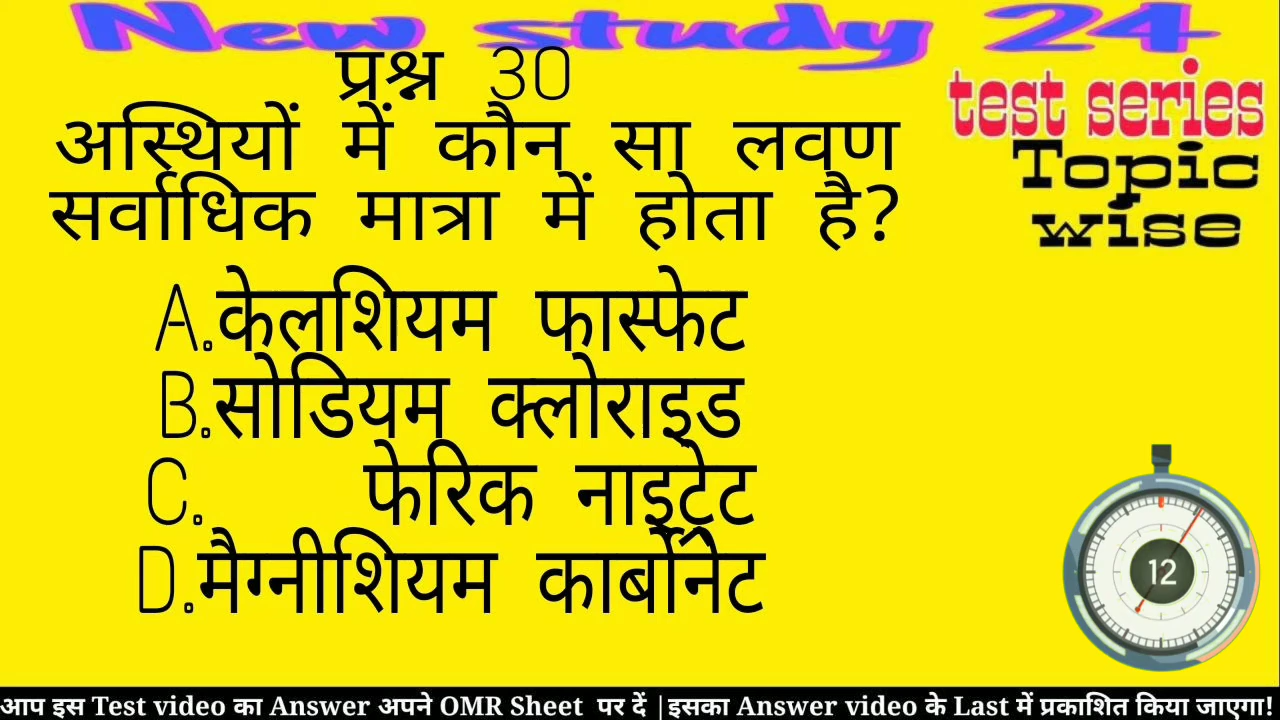 New study 24
प्रश्न 30
अस्थियों में कौन सा लवण
सर्वाधिक मात्रा में होता है?
A.केलशियम फास्फेट
B.सोडियम क्लोराइड
C. फेरिक नाइट्रेट
D.मैग्नीशियम कार्बोनेट
test series
Topic
wise
12
आप इस Test video का Answer अपने OMR Sheet पर दें |इसका Answer video के Last में प्रकाशित किया जाएगा!